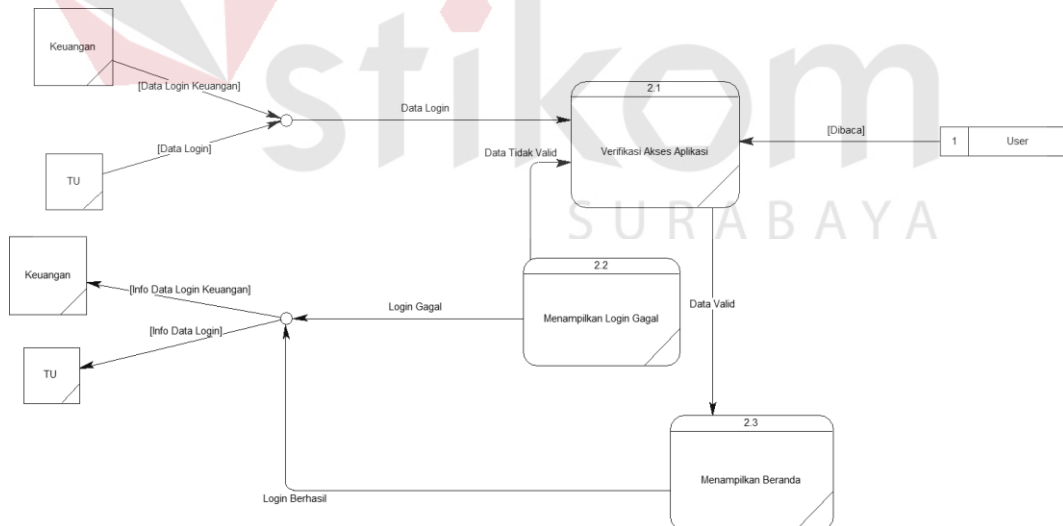 Keuangan
[Data Login Keuangan]
Data Login
[Data Login]
TU
2.1
Verifikasi Akses Aplikasi
[Dibaca]
1 User
Data Tidak Valid
stikom
SURABAYA
Keuangan
[Info Data Login Keuangan]
[Info Data Login]
TU
Login Gagal
2.2
Menampilkan Login Gagal
Data Valid
2.3
Menampilkan Beranda
Login Berhasil